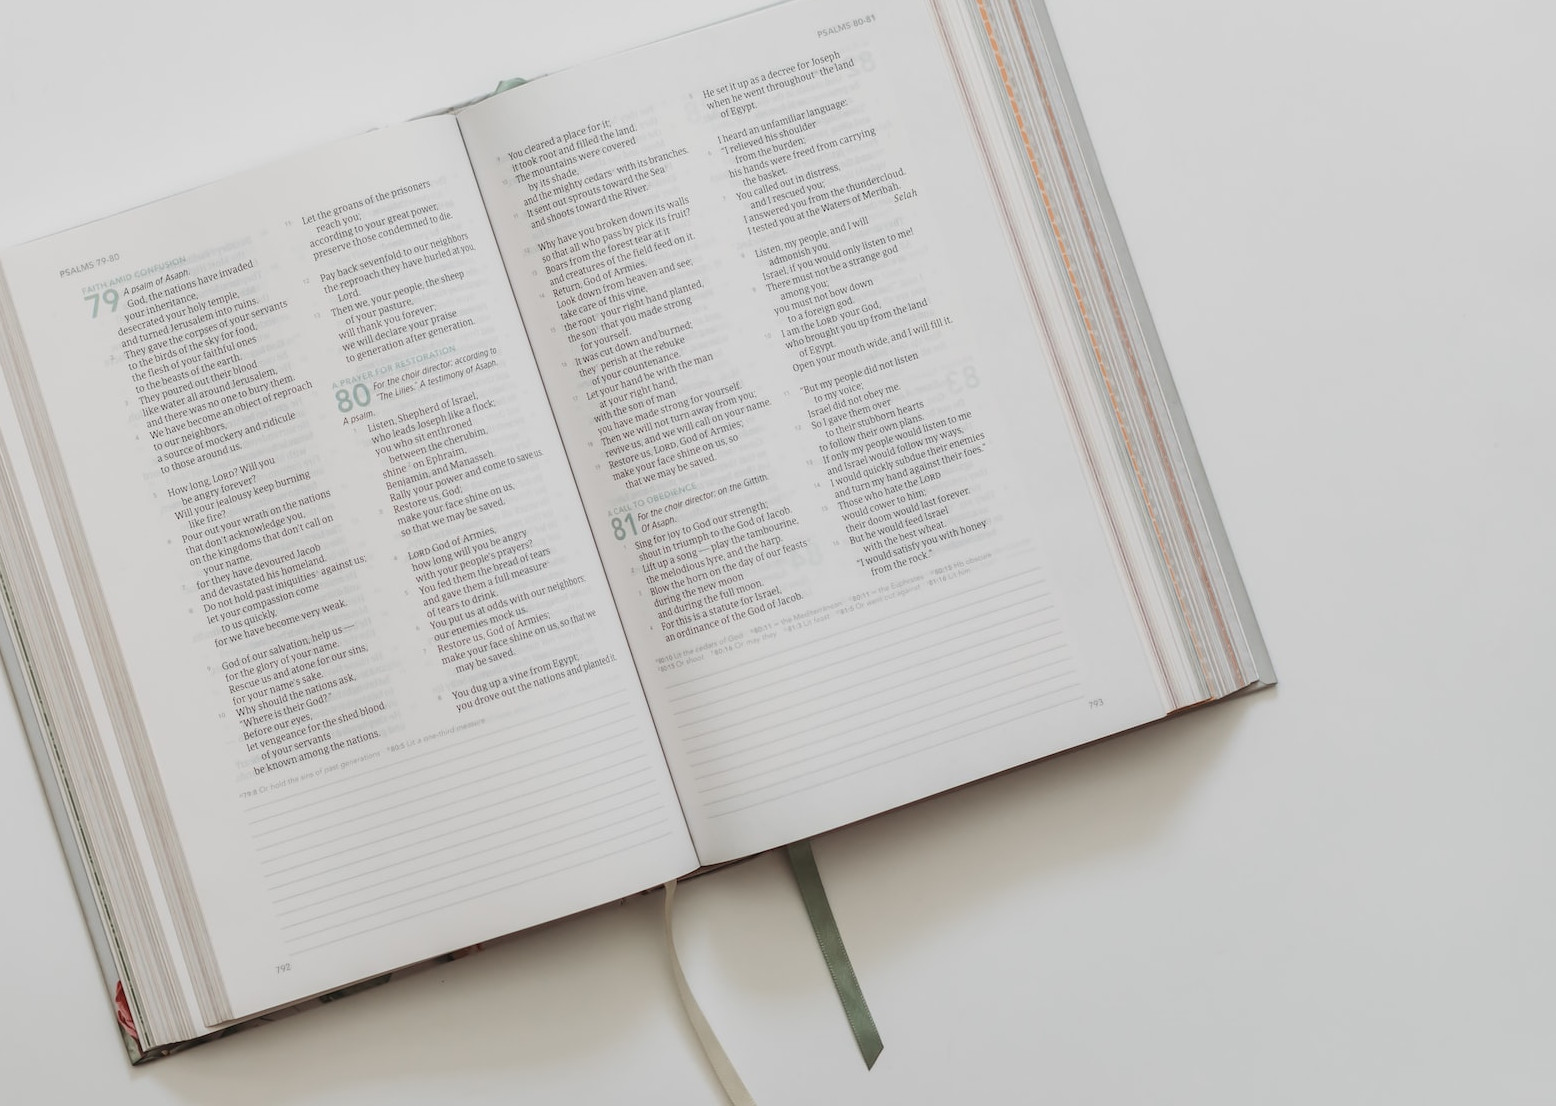 PSALMS 79-80
FAITH AMID CONFUSION
79 A psalm of Asaph.
God, the nations have invaded
your inheritance,
desecrated your holy temple,
and turned Jerusalem into ruins.
They gave the corpses of your servants
to the birds of the sky for food,
the flesh of your faithful ones
to the beasts of the earth.
They poured out their blood
like water all around Jerusalem,
and there was no one to bury them.
We have become an object of reproach
to our neighbors,
a source of mockery and ridicule
to those around us.
How long, LORD? Will you
be angry forever?
Will your jealousy keep burning
like fire?
Pour out your wrath on the nations
that don't acknowledge you,
on the kingdoms that don't call on
your name,
for they have devoured Jacob
and devastated his homeland.
Do not hold past iniquities against us;
let your compassion come
to us quickly,
for we have become very weak.
God of our salvation, help us —
for the glory of your name.
Rescue us and atone for our sins,
for your name's sake.
10 Why should the nations ask,
"Where is their God?"
Before our eyes,
let vengeance for the shed blood
of your servants
be known among the nations.
11 Let the groans of the prisoners
reach you;
according to your great power,
preserve those condemned to die.
12 Pay back sevenfold to our neighbors
the reproach they have hurled at you,
Lord.
13 Then we, your people, the sheep
of your pasture,
will thank you forever;
we will declare your praise
to generation after generation.
A PRAYER FOR RESTORATION
80 For the choir director: according to
"The Lilies." A testimony of Asaph.
A psalm.
Listen, Shepherd of Israel,
who leads Joseph like a flock;
you who sit enthroned
between the cherubim,
shine on Ephraim,
Benjamin, and Manasseh.
Rally your power and come to save us.
Restore us, God;
make your face shine on us,
so that we may be saved.
4 LORD God of Armies,
how long will you be angry
with your people's prayers?
5 You fed them the bread of tears
and gave them a full measure
of tears to drink.
6 You put us at odds with our neighbors;
our enemies mock us.
7 Restore us, God of Armies;
make your face shine on us, so that we
may be saved.
8 You dug up a vine from Egypt;
you drove out the nations and planted it.
79:8 Or hold the sins of past generations 80:5 Lit a one-third measure
792
PSALMS 80-81
9 You cleared a place for it;
it took root and filled the land.
10 The mountains were covered
by its shade,
and the mighty cedars with its branches.
11 It sent out sprouts toward the Sea
and shoots toward the River.
12 Why have you broken down its walls
so that all who pass by pick its fruit?
13 Boars from the forest tear at it
and creatures of the field feed on it.
14 Return, God of Armies.
Look down from heaven and see;
take care of this vine,
15 the root your right hand planted,
the son that you made strong
for yourself.
16 It was cut down and burned;
they perish at the rebuke
of your countenance.
17 Let your hand be with the man
at your right hand,
with the son of man
you have made strong for yourself.
18 Then we will not turn away from you;
revive us, and we will call on your name.
19 Restore us, LORD, God of Armies;
make your face shine on us, so
that we may be saved.
A CALL TO OBEDIENCE
81 For the choir director: on the Gittith.
Of Asaph.
1 Sing for joy to God our strength;
shout in triumph to the God of Jacob.
2 Lift up a song — play the tambourine,
the melodious lyre, and the harp.
3 Blow the horn on the day of our feasts
during the new moon
and during the full moon.
4 For this is a statute for Israel,
an ordinance of the God of Jacob.
5 He set it up as a decree for Joseph
when he went throughout the land
of Egypt.
I heard an unfamiliar language:
6 "I relieved his shoulder
from the burden;
his hands were freed from carrying
the basket.
7 You called out in distress,
and I rescued you;
I answered you from the thundercloud.
I tested you at the Waters of Meribah.
Selah
8 Listen, my people, and I will
admonish you.
Israel, if you would only listen to me!
9 There must not be a strange god
among you;
you must not bow down
to a foreign god.
10 I am the LORD your God,
who brought you up from the land
of Egypt.
Open your mouth wide, and I will fill it.
11 "But my people did not listen
to my voice;
Israel did not obey me.
12 So I gave them over
to their stubborn hearts
to follow their own plans.
13 If only my people would listen to me
and Israel would follow my ways,
14 I would quickly subdue their enemies
and turn my hand against their foes."
15 Those who hate the LORD
would cower to him;
their doom would last forever.
16 But he would feed Israel
with the best wheat.
"I would satisfy you with honey
from the rock."
80:10 Lit the cedars of God 80:11 = the Mediterranean 80:11 = the Euphrates 80:15 Hb obscure
80:15 Or shoot 80:16 Or may they 81:3 Lit feast 81:5 Or went out against 81:16 Lit him
793